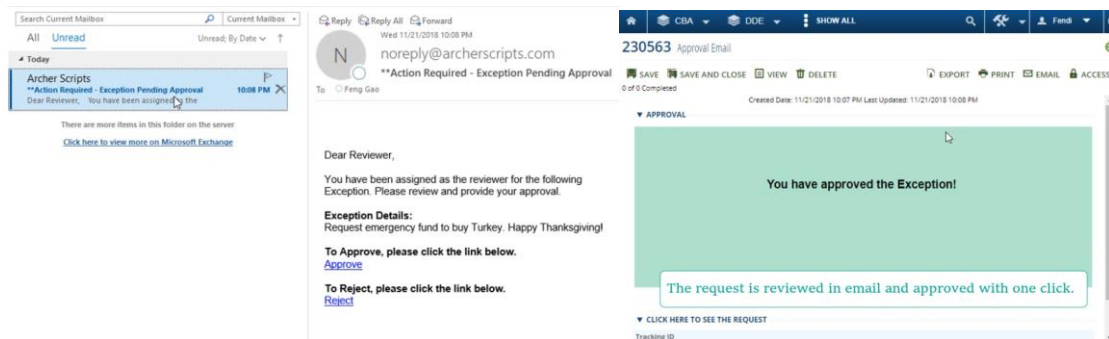 Search Current Mailbox
Current Mailbox
All Unread
Unread; By Date
Today
Archer Scripts
**Action Required - Exception Pending Approval 10:08 PM
Dear Reviewer, You have been assigned as the
There are more items in this folder on the server
Click here to view more on Microsoft Exchange
Reply Reply All Forward
Wed 11/21/2018 10:08 PM
N
noreply@archerscripts.com
**Action Required - Exception Pending Approval
To Feng Gao
Dear Reviewer,
You have been assigned as the reviewer for the following
Exception. Please review and provide your approval.
Exception Details:
Request emergency fund to buy Turkey. Happy Thanksgiving!
To Approve, please click the link below.
Approve
To Reject, please click the link below.
Reject
CBA DDE SHOW ALL Fendi
230563 Approval Email
SAVE SAVE AND CLOSE VIEW DELETE EXPORT PRINT EMAIL ACCESS
0 of 0 Completed
Created Date: 11/21/2018 10:07 PM Last Updated: 11/21/2018 10:08 PM
APPROVAL
You have approved the Exception!
The request is reviewed in email and approved with one click.
CLICK HERE TO SEE THE REQUEST
Tracking ID